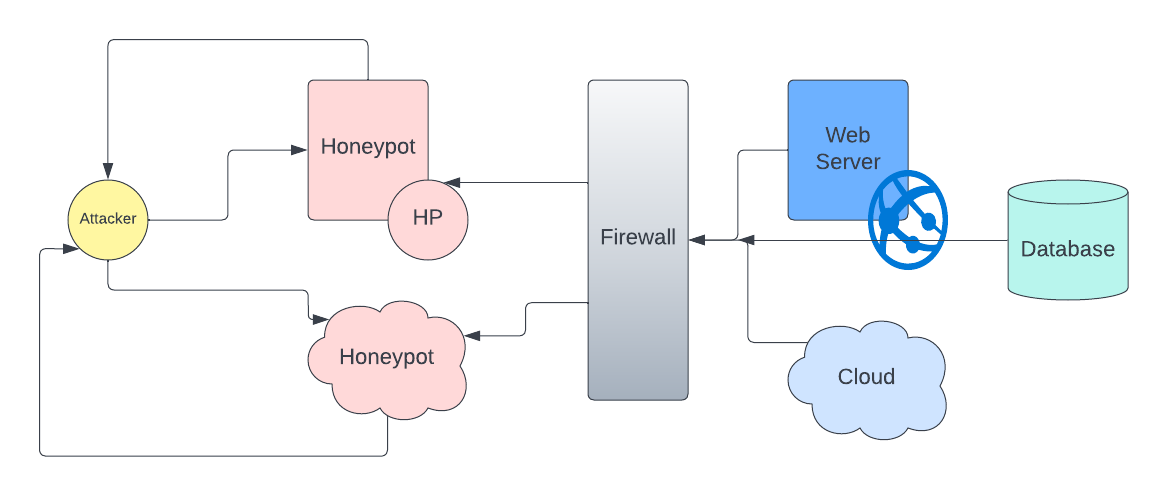 Attacker
Honeypot
HP
Honeypot
Firewall
Web
Server
Database
Cloud